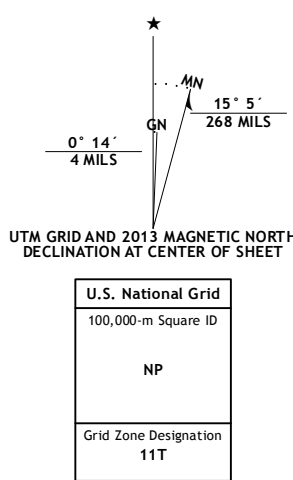 MN
15° 5´
268 MILS
GN
0° 14´
4 MILS
UTM GRID AND 2013 MAGNETIC NORTH
DECLINATION AT CENTER OF SHEET
U.S. National Grid
100,000-m Square ID
NP
Grid Zone Designation
11T